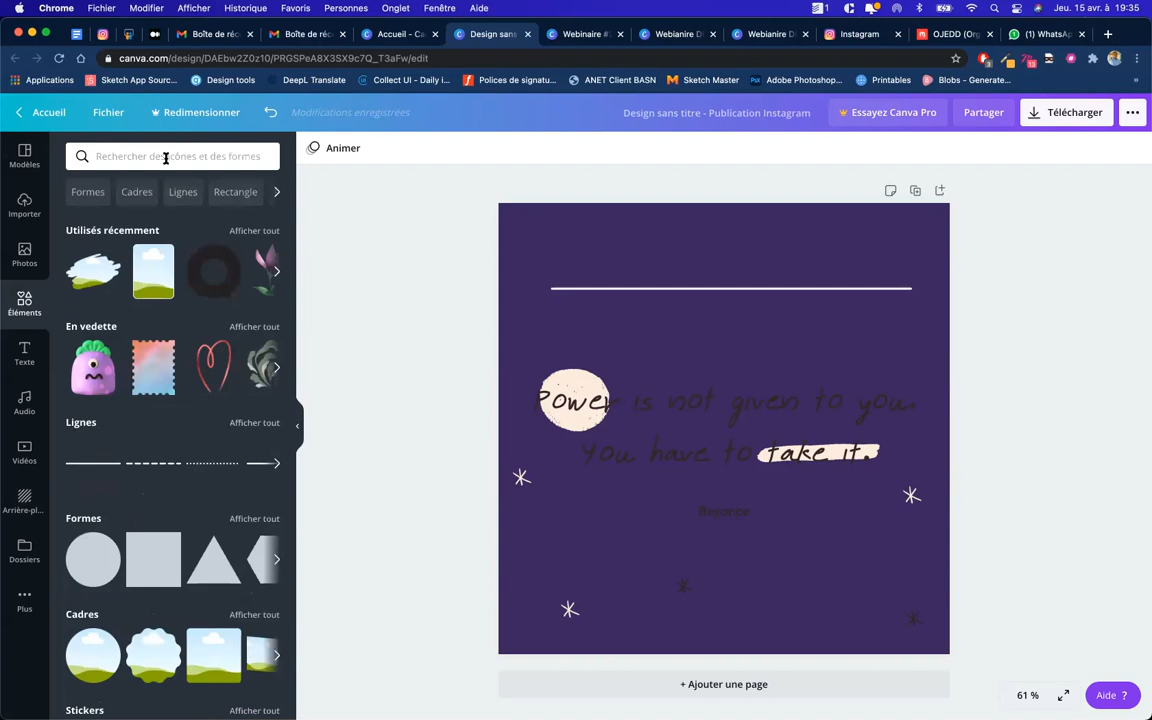 Chrome Fichier Modifier Afficher Historique Favoris Personnes Onglet Fenêtre Aide 1 Jeu. 15 avr. à 19:35
Boîte de réc Boîte de réc Accueil - Ca Design sans Webinaire # Webianire D Webianire D Instagram OJEDD (Org (1) WhatsAp
canva.com/design/DAEbw2Z0z10/PRGSPeA8X3SX9c7Q_T3aFw/edit
Applications Sketch App Sourc... Design tools DeepL Translate Collect UI - Daily i... Polices de signatu... ANET Client BASN Sketch Master Adobe Photoshop... Printables Blobs - Generate...
Accueil Fichier Redimensionner Modifications enregistrées Design sans titre - Publication Instagram Essayez Canva Pro Partager Télécharger
Animer
Rechercher des icônes et des formes
Formes Cadres Lignes Rectangle
Modèles
Importer
Photos
Éléments
Texte
Audio
Vidéos
Arrière-pl...
Dossiers
Plus
Utilisés récemment Afficher tout
En vedette Afficher tout
Lignes Afficher tout
Formes Afficher tout
Cadres Afficher tout
Stickers Afficher tout
Power is not given to you.
You have to take it.
Beyonce
+ Ajouter une page
61 % Aide ?